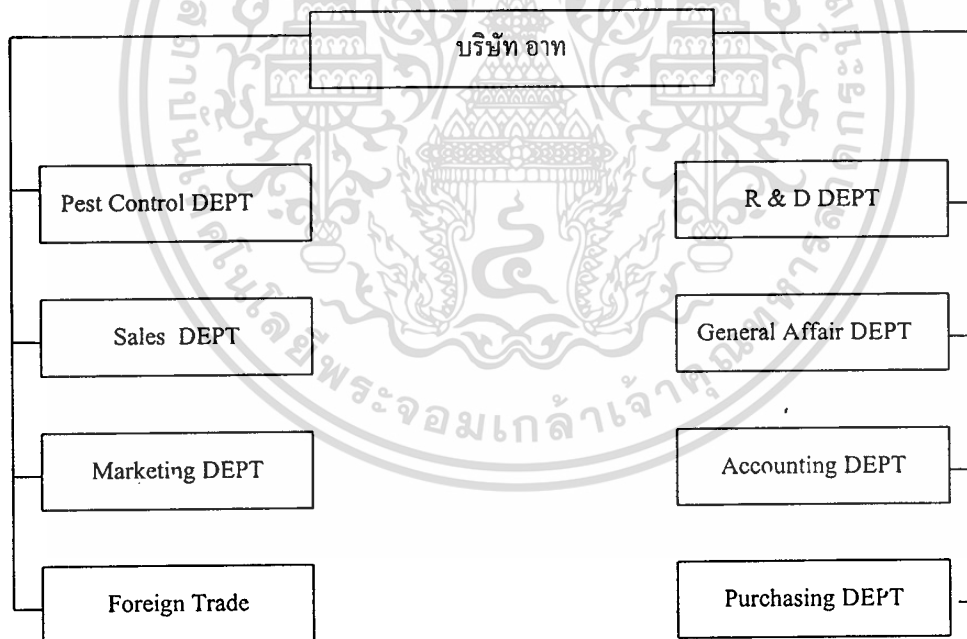 บริษัท อาท
Pest Control DEPT
R & D DEPT
Sales DEPT
General Affair DEPT
Marketing DEPT
Accounting DEPT
Foreign Trade
Purchasing DEPT